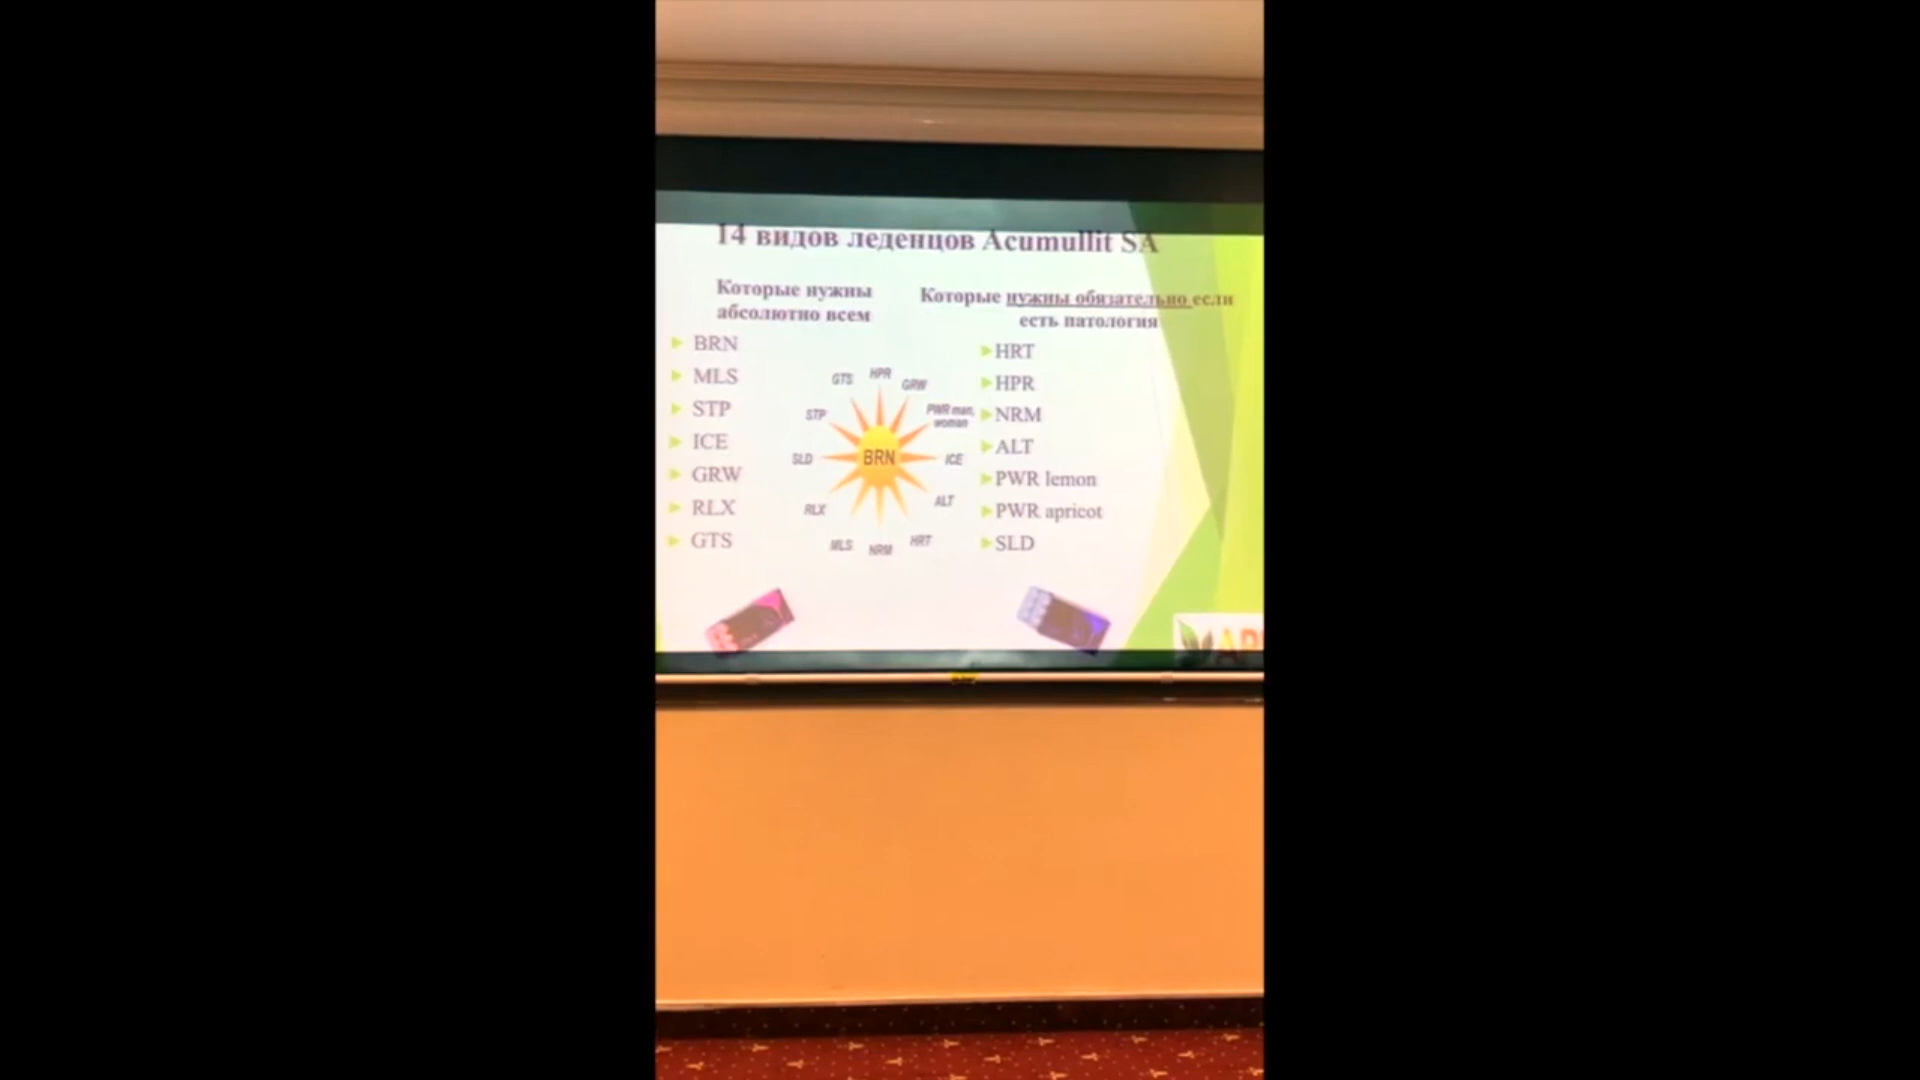 14 видов леденцов Acumullit SA
Которые нужны
абсолютно всем
BRN
MLS
STP
ICE
GRW
RLX
GTS
HPR
GTS
GRW
STP
PWR man,
woman
SLD
BRN
ICE
RLX
ALT
MLS
NRM
HRT
Которые нужны обязательно если
есть патология
HRT
HPR
NRM
ALT
PWR lemon
PWR apricot
SLD